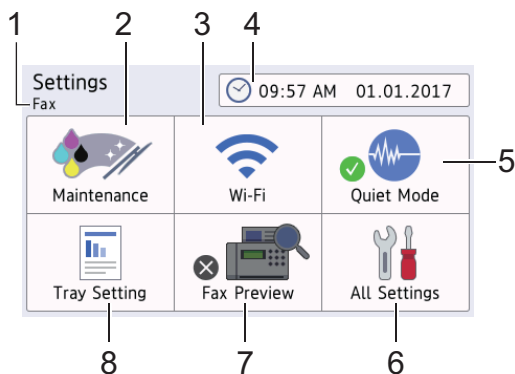 1 2 3 4
Settings
Fax
09:57 AM 01.01.2017
Maintenance Wi-Fi Quiet Mode
5
Tray Setting Fax Preview All Settings
8 7 6